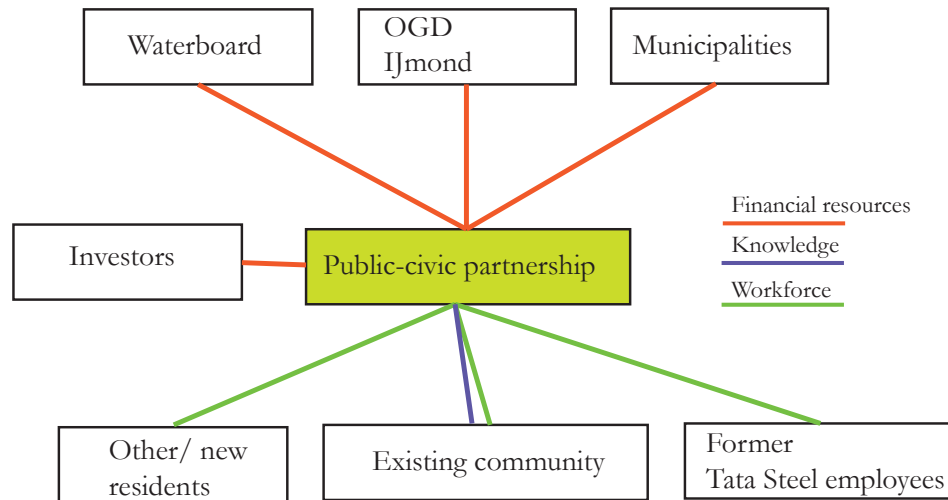 Waterboard
OGD
IJmond
Municipalities
Investors
Public-civic partnership
Financial resources
Knowledge
Workforce
Other/ new
residents
Existing community
Former
Tata Steel employees